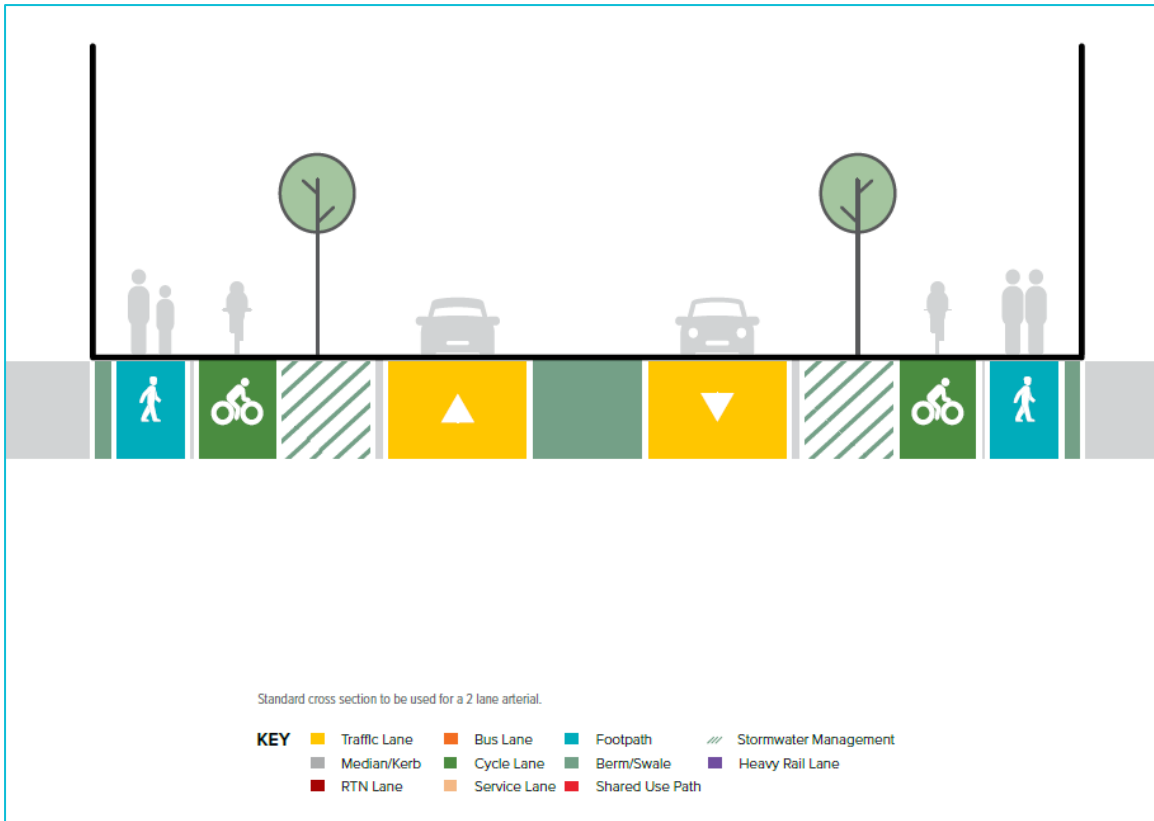 Standard cross section to be used for a 2 lane arterial.
KEY Traffic Lane Bus Lane Footpath Stormwater Management
Median/Kerb Cycle Lane Berm/Swale Heavy Rail Lane
RTN Lane Service Lane Shared Use Path